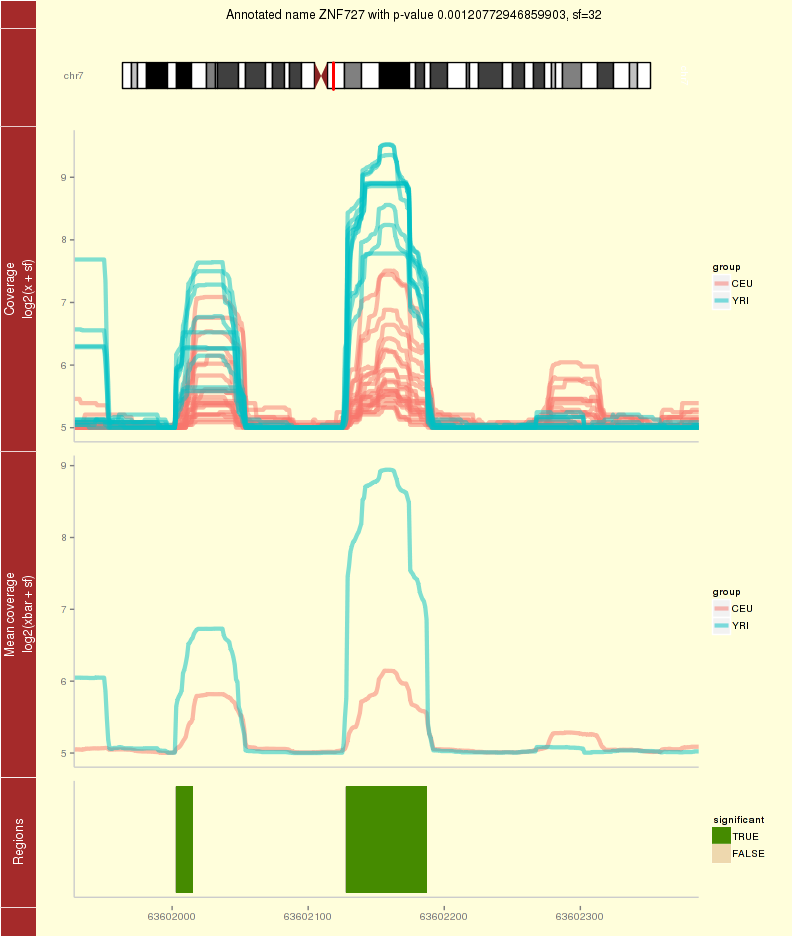 Annotated name ZNF727 with p-value 0.00120772946859903, sf=32
chr7
Coverage
log2(x + sf)
9
8
7
6
5
group
CEU
YRI
Mean coverage
log2(xbar + sf)
9
8
7
6
5
group
CEU
YRI
Regions
significant
TRUE
FALSE
63602000 63602100 63602200 63602300